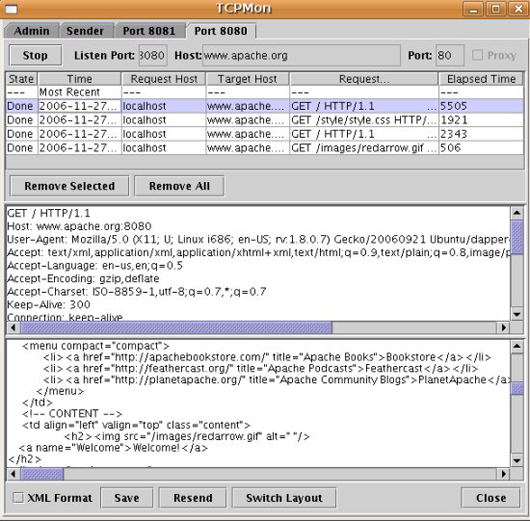 TCPMon
Admin Sender Port 8081 Port 8080
Stop Listen Port: 8080 Host: www.apache.org Port: 80 Proxy
State Time Request Host Target Host Request... Elapsed Time
--- Most Recent --- --- --- ---
Done 2006-11-27... localhost www.apache.... GET / HTTP/1.1 ... 5505
Done 2006-11-27... localhost www.apache.... GET /style/style.css HTTP/... 1921
Done 2006-11-27... localhost www.apache.... GET / HTTP/1.1 ... 2343
Done 2006-11-27... localhost www.apache.... GET /images/redarrow.gif ... 506
Remove Selected Remove All
GET / HTTP/1.1
Host: www.apache.org:8080
User-Agent: Mozilla/5.0 (X11; U; Linux i686; en-US; rv:1.8.0.7) Gecko/20060921 Ubuntu/dapper-
Accept: text/xml,application/xml,application/xhtml+xml,text/html;q=0.9,text/plain;q=0.8,image/p
Accept-Language: en-us,en;q=0.5
Accept-Encoding: gzip,deflate
Accept-Charset: ISO-8859-1,utf-8;q=0.7,*;q=0.7
Keep-Alive: 300
Connection: keep-alive
<menu compact="compact">
<li><a href="http://apachebookstore.com/" title="Apache Books">Bookstore</a></li>
<li><a href="http://feathercast.org/" title="Apache Podcasts">Feathercast</a></li>
<li><a href="http://planetapache.org/" title="Apache Community Blogs">PlanetApache</a>
</menu>
</td>
<!-- CONTENT -->
<td align="left" valign="top" class="content">
<h2><img src="/images/redarrow.gif" alt=" "/>
<a name="Welcome">Welcome!</a>
</h2>
XML Format Save Resend Switch Layout Close